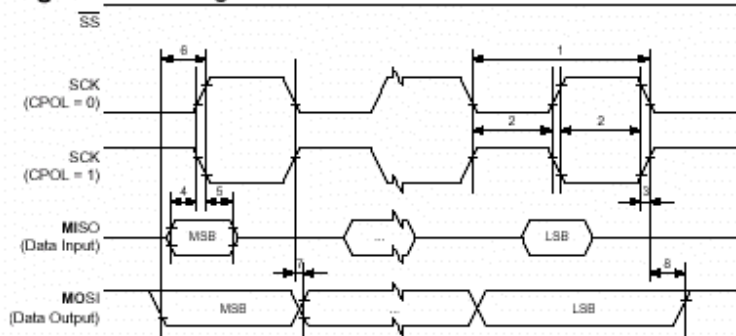 SS
6
1
SCK
(CPOL = 0)
2
2
SCK
(CPOL = 1)
4
5
3
MISO
(Data Input)
MSB
...
LSB
7
8
MOSI
(Data Output)
MSB
...
LSB